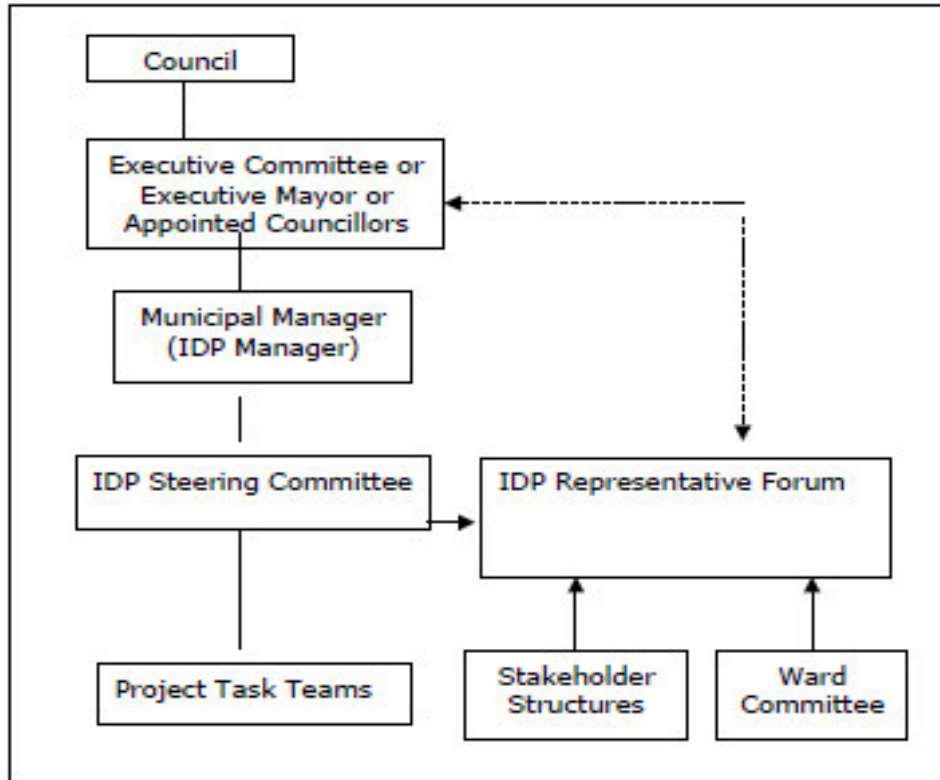 Council
Executive Committee or
Executive Mayor or
Appointed Councillors
Municipal Manager
(IDP Manager)
IDP Steering Committee
IDP Representative Forum
Project Task Teams
Stakeholder
Structures
Ward
Committee